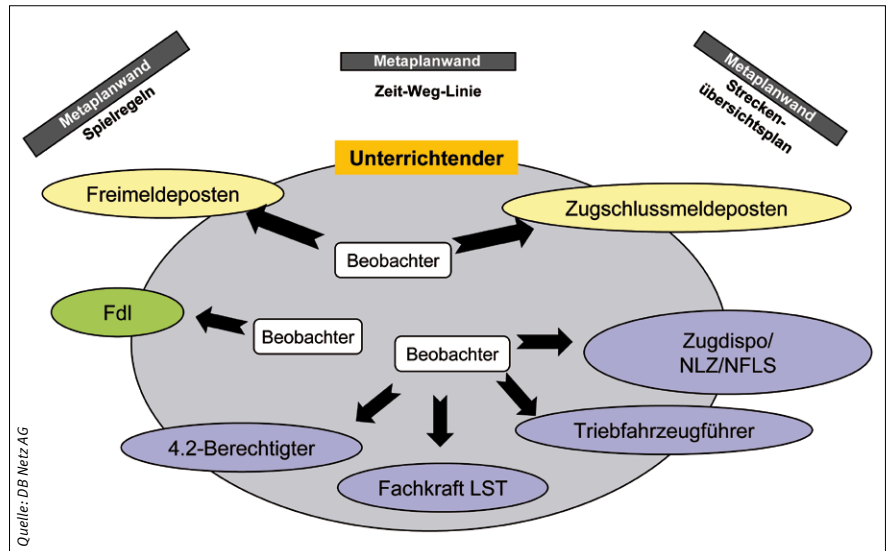 Metaplanwand
Spielregeln
Metaplanwand
Zeit-Weg-Linie
Metaplanwand
Strecken-
übersichtsplan
Unterrichtender
Freimeldeposten
Zugschlussmeldeposten
Beobachter
Fdl
Beobachter
Beobachter
Zugdispo/
NLZ/NFLS
4.2-Berechtigter
Triebfahrzeugführer
Fachkraft LST
Quelle: DB Netz AG